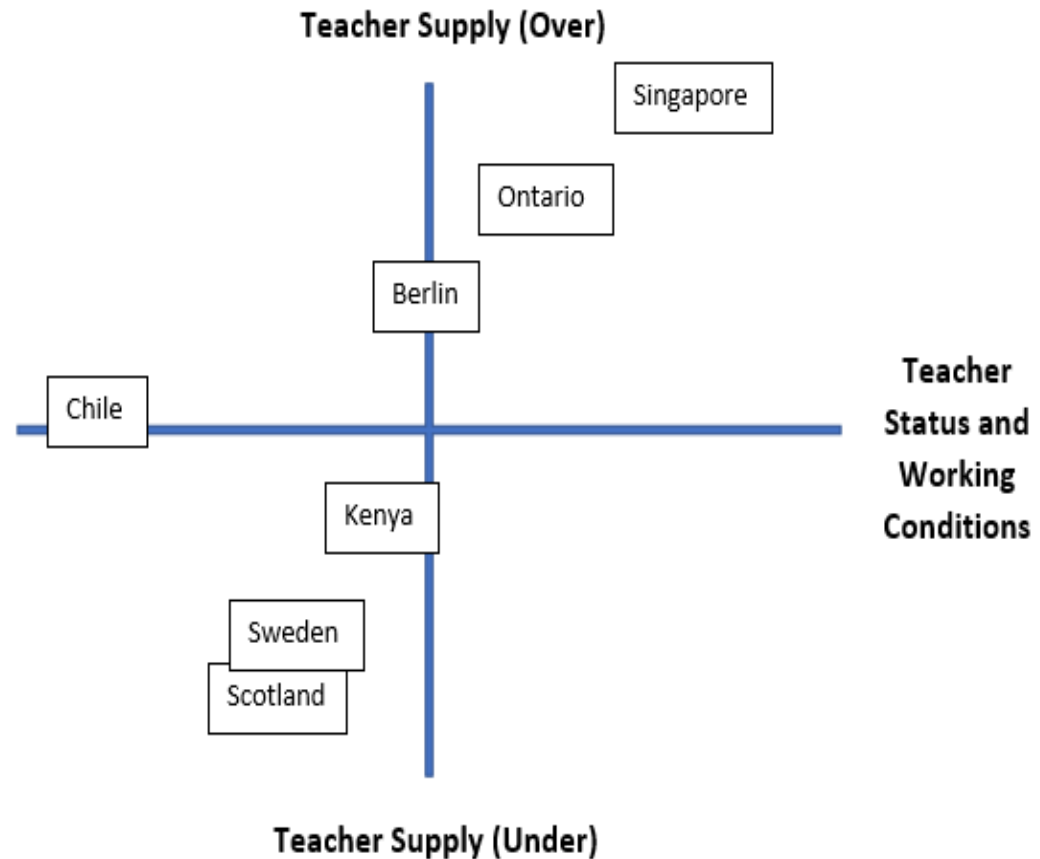 Teacher Supply (Over)
Singapore
Ontario
Berlin
Teacher
Status and
Working
Conditions
Chile
Kenya
Sweden
Scotland
Teacher Supply (Under)